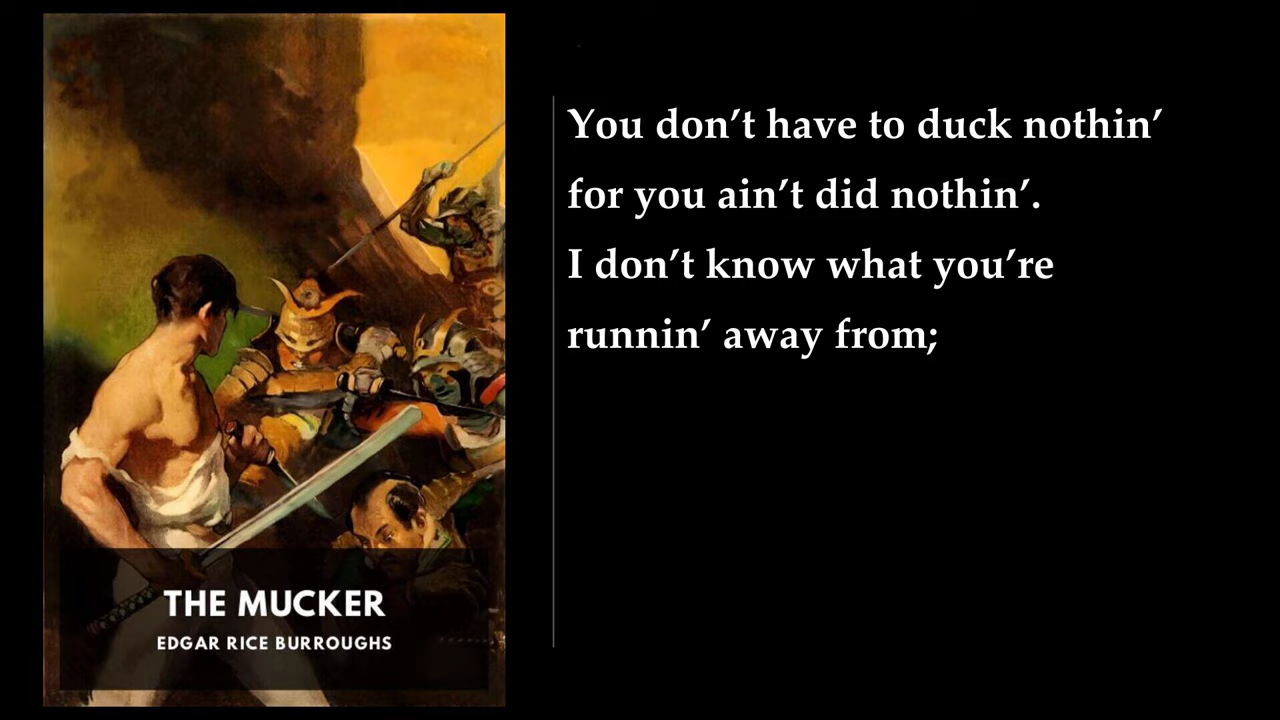 You don’t have to duck nothin’
for you ain’t did nothin’.
I don’t know what you’re
runnin’ away from;
THE MUCKER
EDGAR RICE BURROUGHS